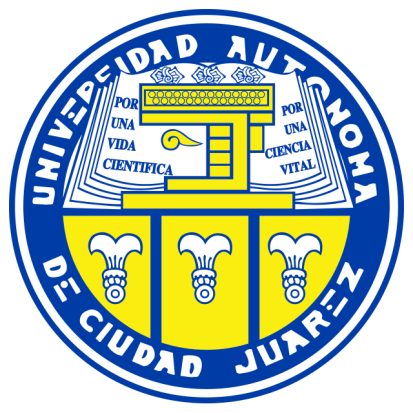 UNIVERSIDAD AUTONOMA
DE CIUDAD JUAREZ
POR
UNA
VIDA
CIENTIFICA
POR
UNA
CIENCIA
VITAL